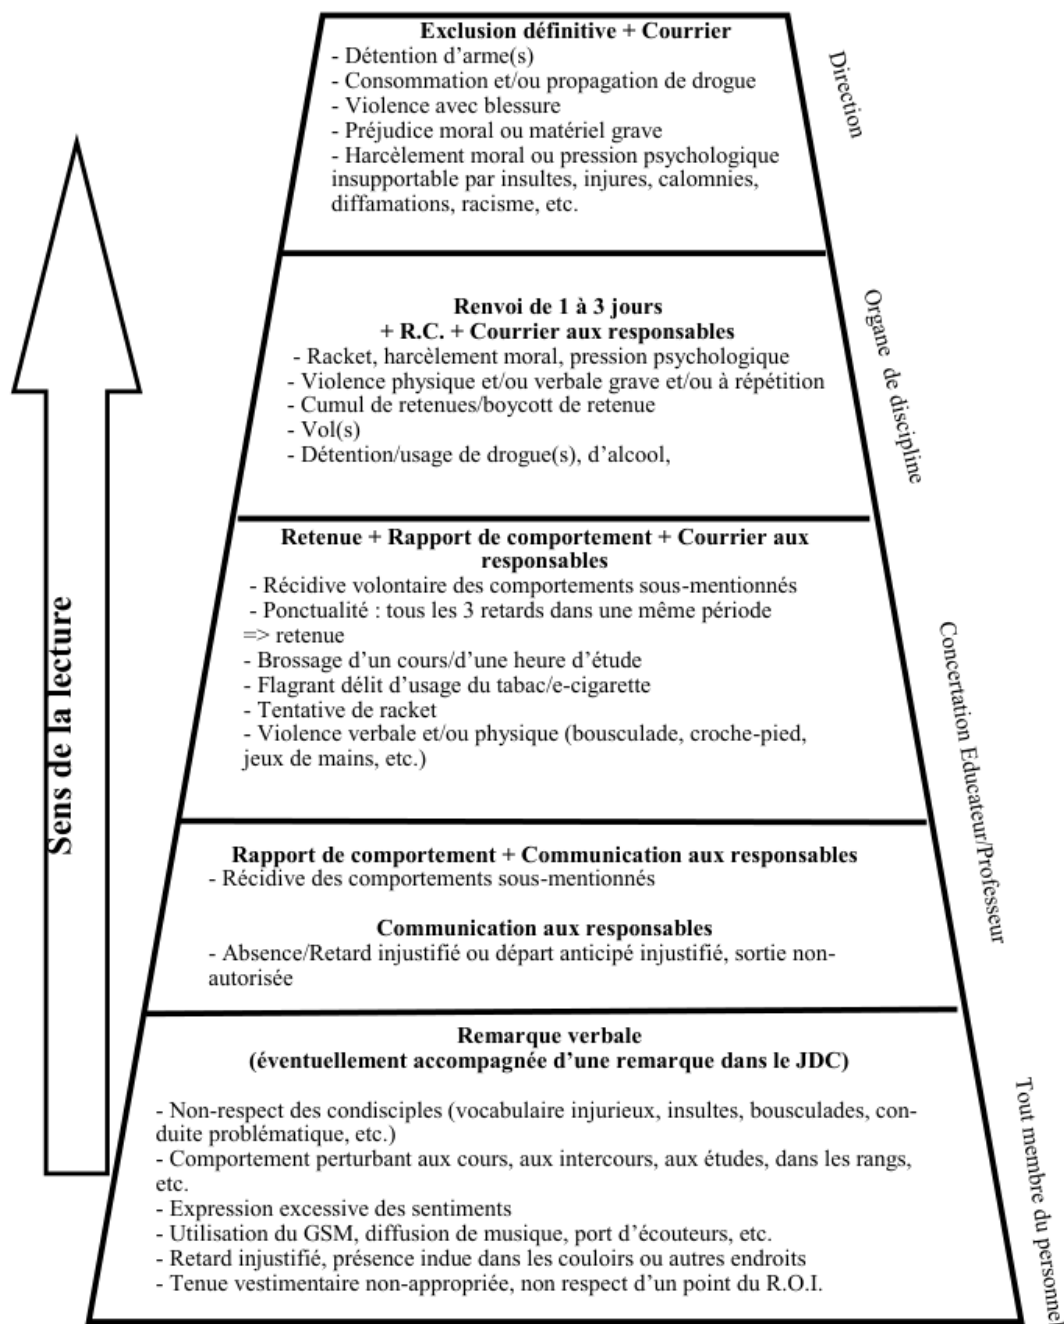 Exclusion définitive + Courrier
- Détention d’arme(s)
- Consommation et/ou propagation de drogue
- Violence avec blessure
- Préjudice moral ou matériel grave
- Harcèlement moral ou pression psychologique
insupportable par insultes, injures, calomnies,
diffamations, racisme, etc.
Direction
Renvoi de 1 à 3 jours
+ R.C. + Courrier aux responsables
- Racket, harcèlement moral, pression psychologique
- Violence physique et/ou verbale grave et/ou à répétition
- Cumul de retenues/boycott de retenue
- Vol(s)
- Détention/usage de drogue(s), d’alcool,
Organe de discipline
Retenue + Rapport de comportement + Courrier aux
responsables
- Récidive volontaire des comportements sous-mentionnés
- Ponctualité : tous les 3 retards dans une même période
=> retenue
- Brossage d’un cours/d’une heure d’étude
- Flagrant délit d’usage du tabac/e-cigarette
- Tentative de racket
- Violence verbale et/ou physique (bousculade, croche-pied,
jeux de mains, etc.)
Concertation Educateur/Professeur
Rapport de comportement + Communication aux responsables
- Récidive des comportements sous-mentionnés
Communication aux responsables
- Absence/Retard injustifié ou départ anticipé injustifié, sortie non-
autorisée
Remarque verbale
(éventuellement accompagnée d’une remarque dans le JDC)
- Non-respect des condisciples (vocabulaire injurieux, insultes, bousculades, con-
duite problématique, etc.)
- Comportement perturbant aux cours, aux intercours, aux études, dans les rangs,
etc.
- Expression excessive des sentiments
- Utilisation du GSM, diffusion de musique, port d’écouteurs, etc.
- Retard injustifié, présence indue dans les couloirs ou autres endroits
- Tenue vestimentaire non-appropriée, non respect d’un point du R.O.I.
Tout membre du personnel
Sens de la lecture